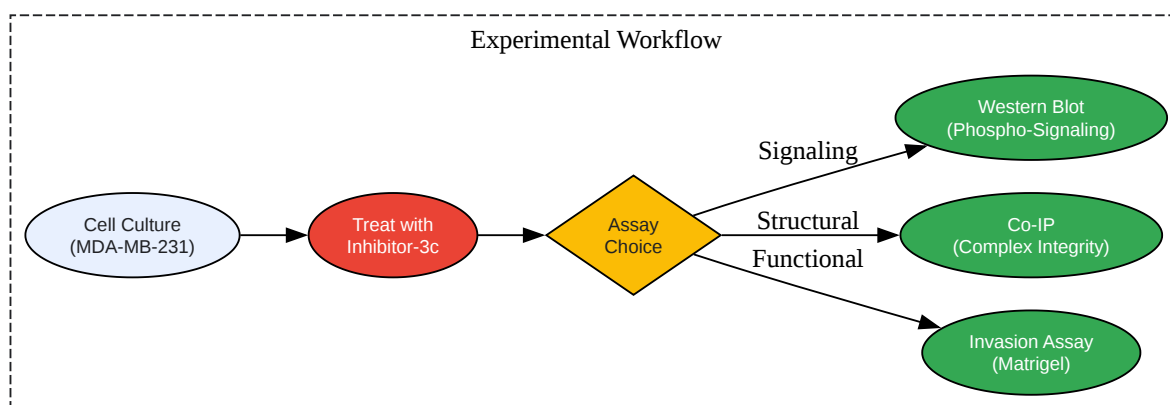 Experimental Workflow
Cell Culture
(MDA-MB-231)
Treat with
Inhibitor-3c
Assay
Choice
Signaling
Structural
Functional
Western Blot
(Phospho-Signaling)
Co-IP
(Complex Integrity)
Invasion Assay
(Matrigel)